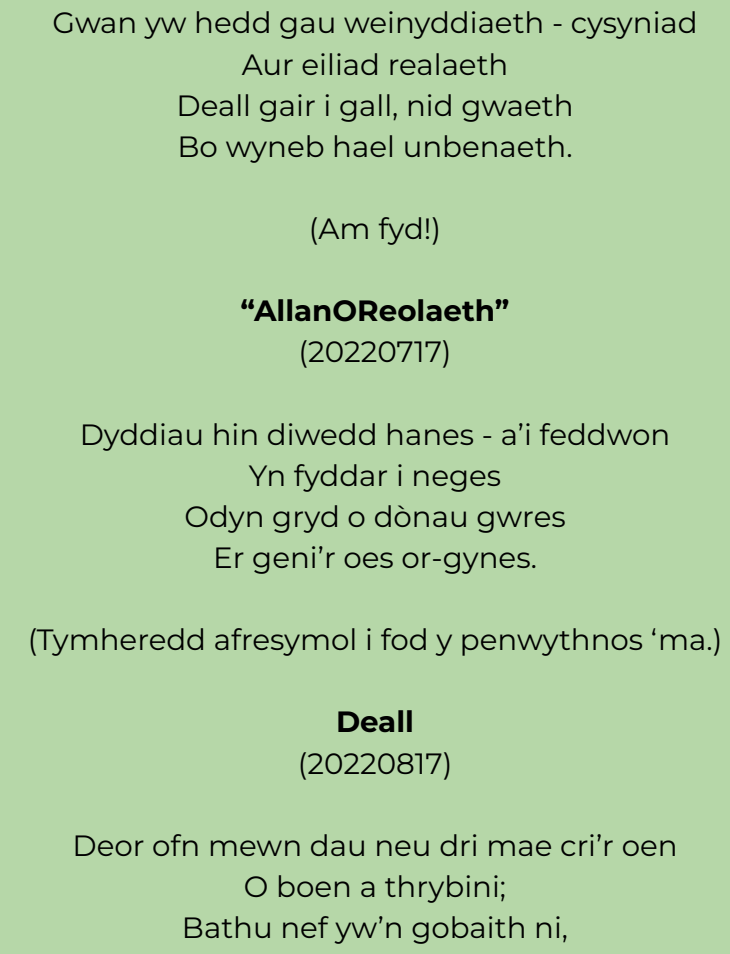 Gwan yw hedd gau weinyddiaeth - cysyniad
Aur eiliad realaeth
Deall gair i gall, nid gwaeth
Bo wyneb hael unbenaeth.
(Am fyd!)
“AllanOReolaeth”
(20220717)
Dyddiau hin diwedd hanes - a’i feddwon
Yn fyddar i neges
Odyn gryd o dònau gwres
Er geni’r oes or-gynes.
(Tymheredd afresymol i fod y penwythnos ‘ma.)
Deall
(20220817)
Deor ofn mewn dau neu dri mae cri’r oen
O boen a thrybini;
Bathu nef yw’n gobaith ni,